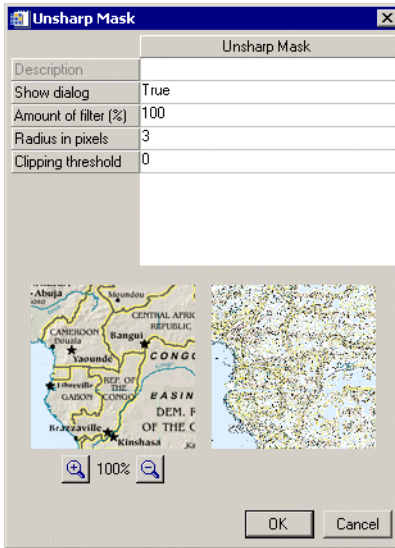 Unsharp Mask
Unsharp Mask
Description
Show dialog True
Amount of filter (%) 100
Radius in pixels 3
Clipping threshold 0
Abuja
Moundou
CENTRAL AFRIC
REPUBLIC
CAMEROON
Douala
Bangui
Yaounde
CONGO
Libreville
REP. OF
THE
CONGO
GABON
BASIN
DEM. R
OF THE C
Brazzaville
Kinshasa
100%
OK Cancel